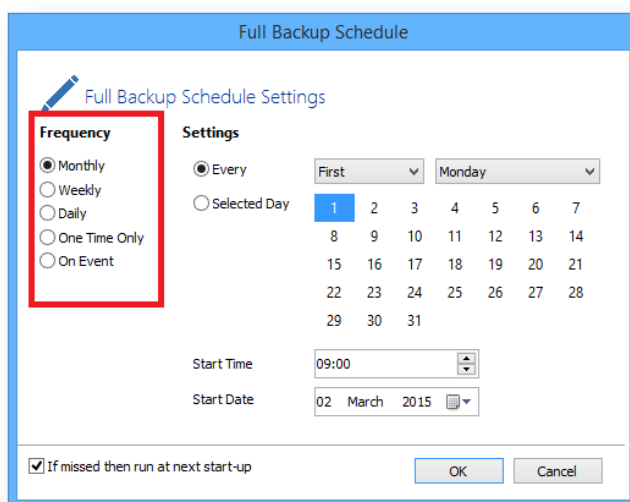 Full Backup Schedule
Full Backup Schedule Settings
Frequency
Settings
Monthly
Every
First
Monday
Weekly
Selected Day
Daily
One Time Only
On Event
1 2 3 4 5 6 7
8 9 10 11 12 13 14
15 16 17 18 19 20 21
22 23 24 25 26 27 28
29 30 31
Start Time
09:00
Start Date
02 March 2015
If missed then run at next start-up
OK
Cancel